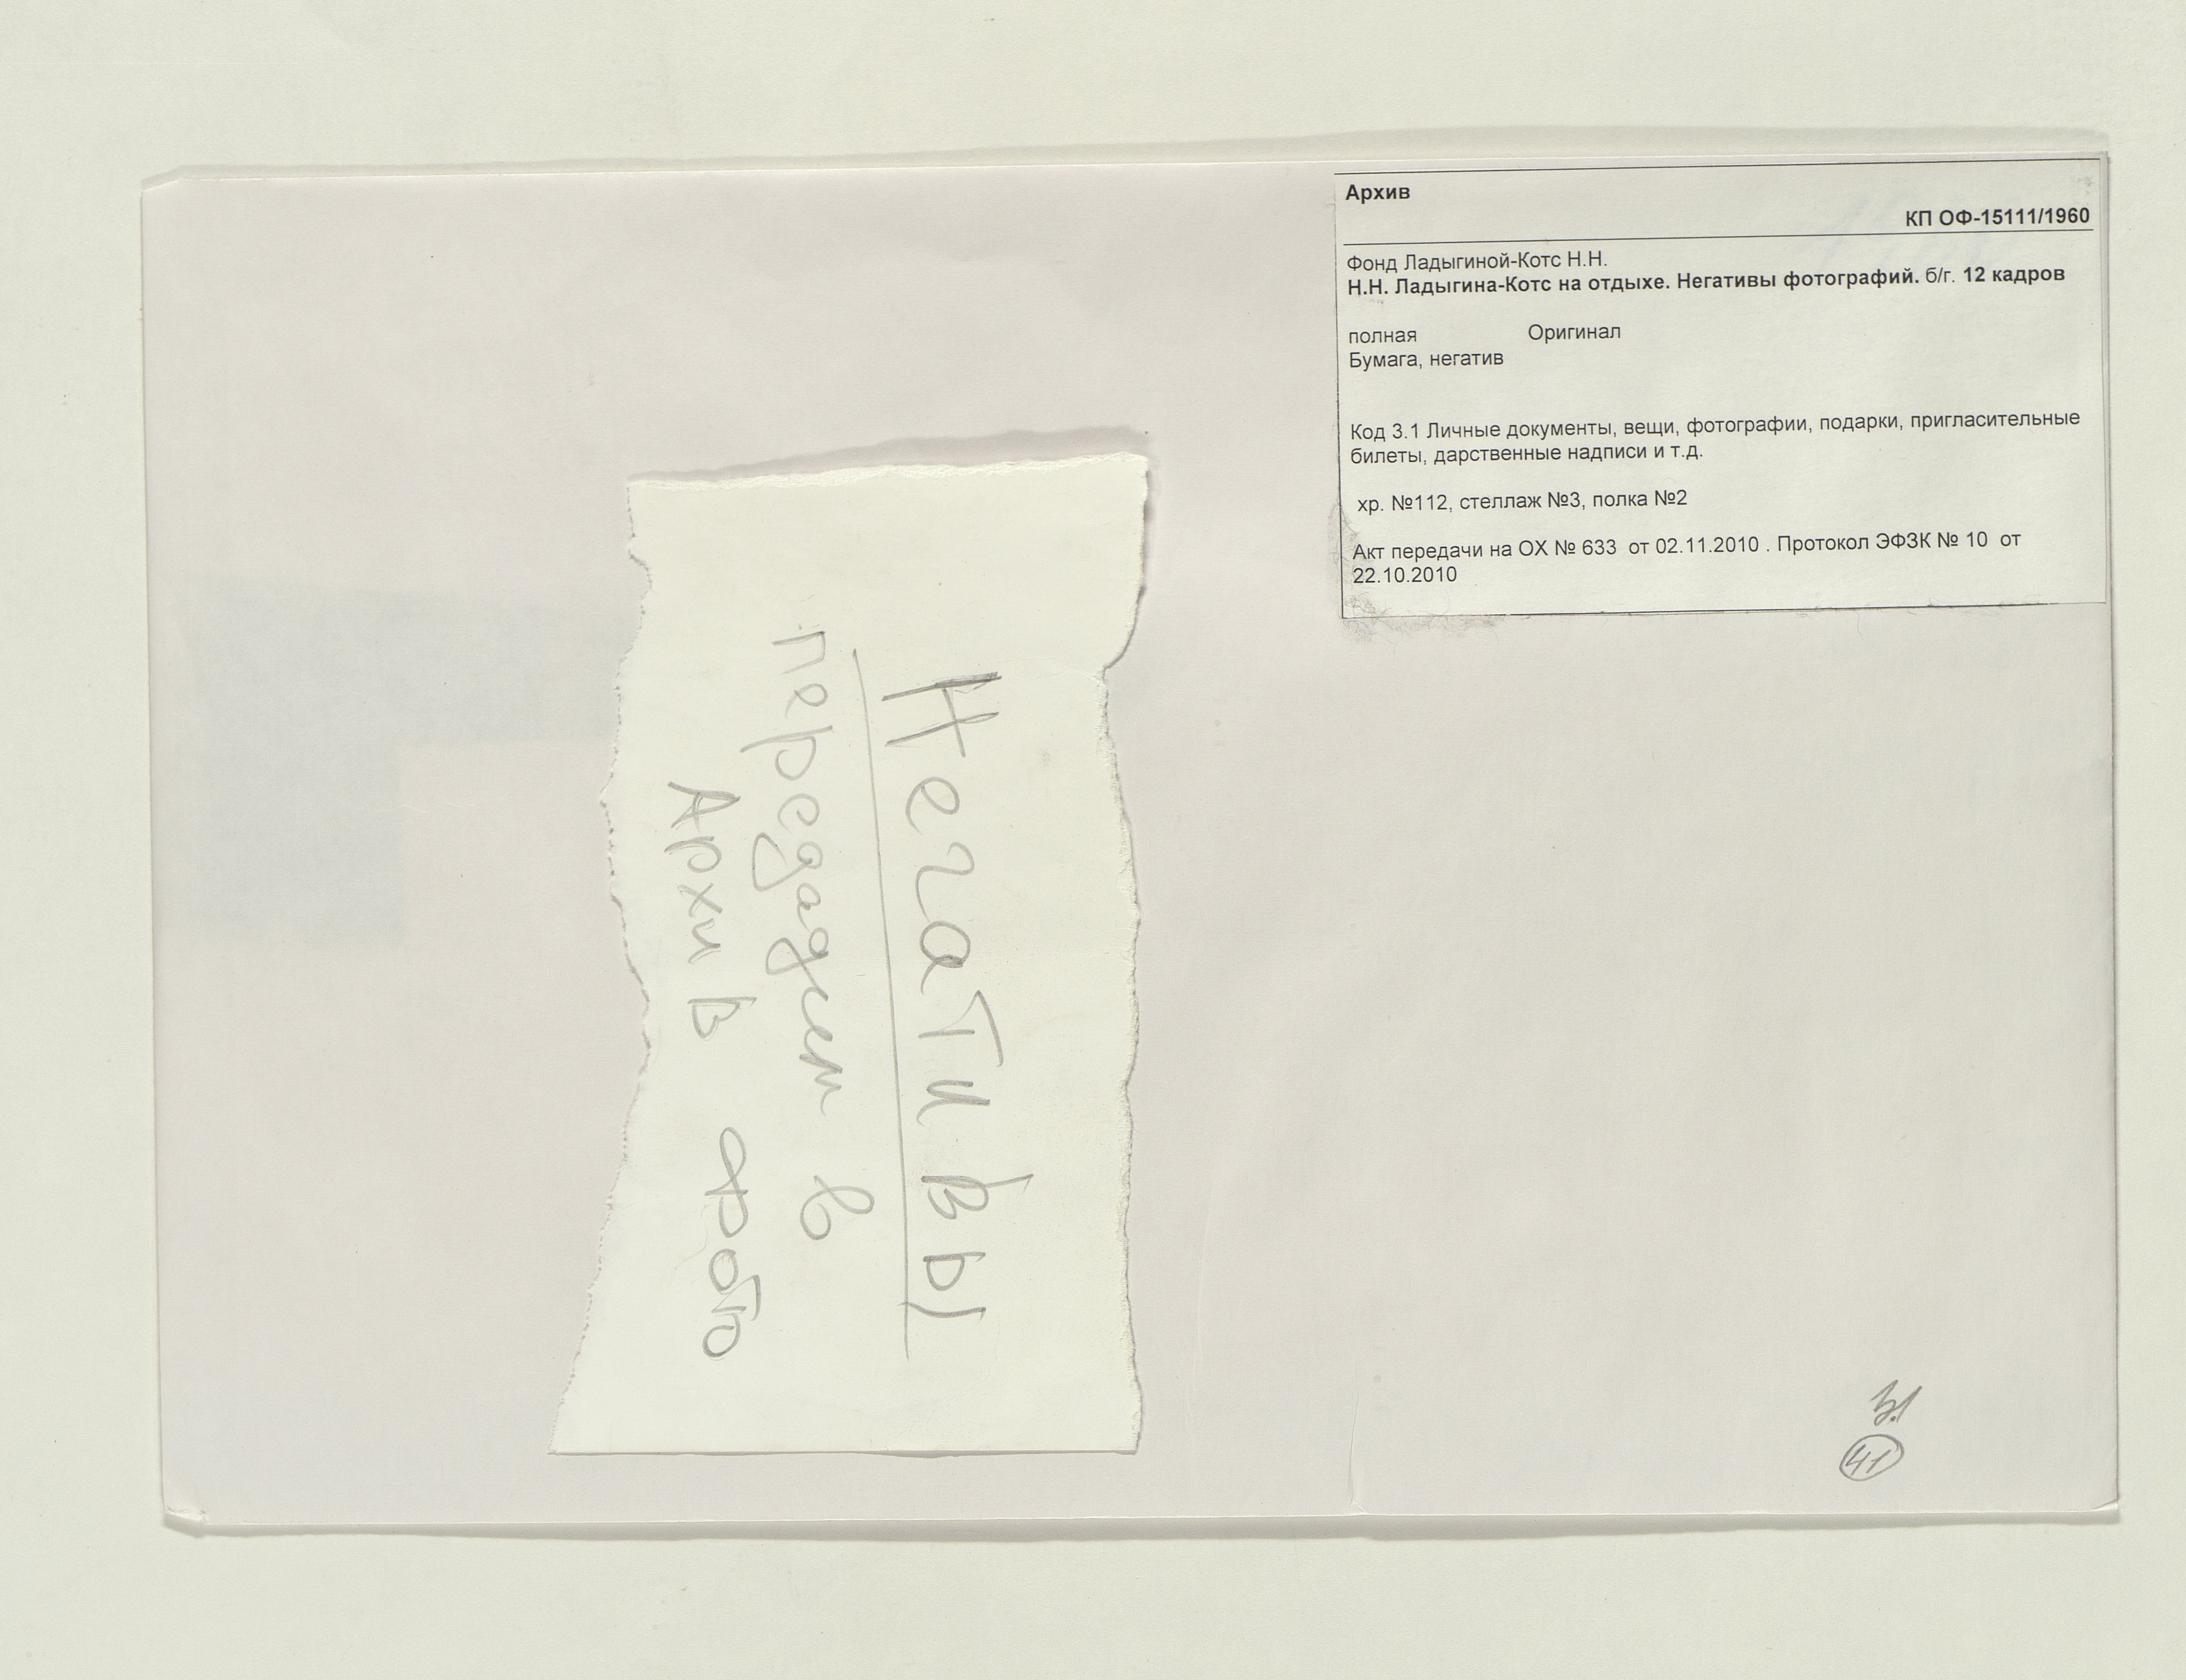 Архив
КП ОФ-15111/1960
Фонд Ладыгиной-Котс Н.Н.
Н.Н. Ладыгина-Котс на отдыхе. Негативы фотографий. б/г. 12 кадров
полная Оригинал
Бумага, негатив
Код 3.1 Личные документы, вещи, фотографии, подарки, пригласительные
билеты, дарственные надписи и т.д.
хр. №112, стеллаж №3, полка №2
Акт передачи на ОХ № 633 от 02.11.2010 . Протокол ЭФЗК № 10 от
22.10.2010
Негативы
передадем в
Архив фото
41